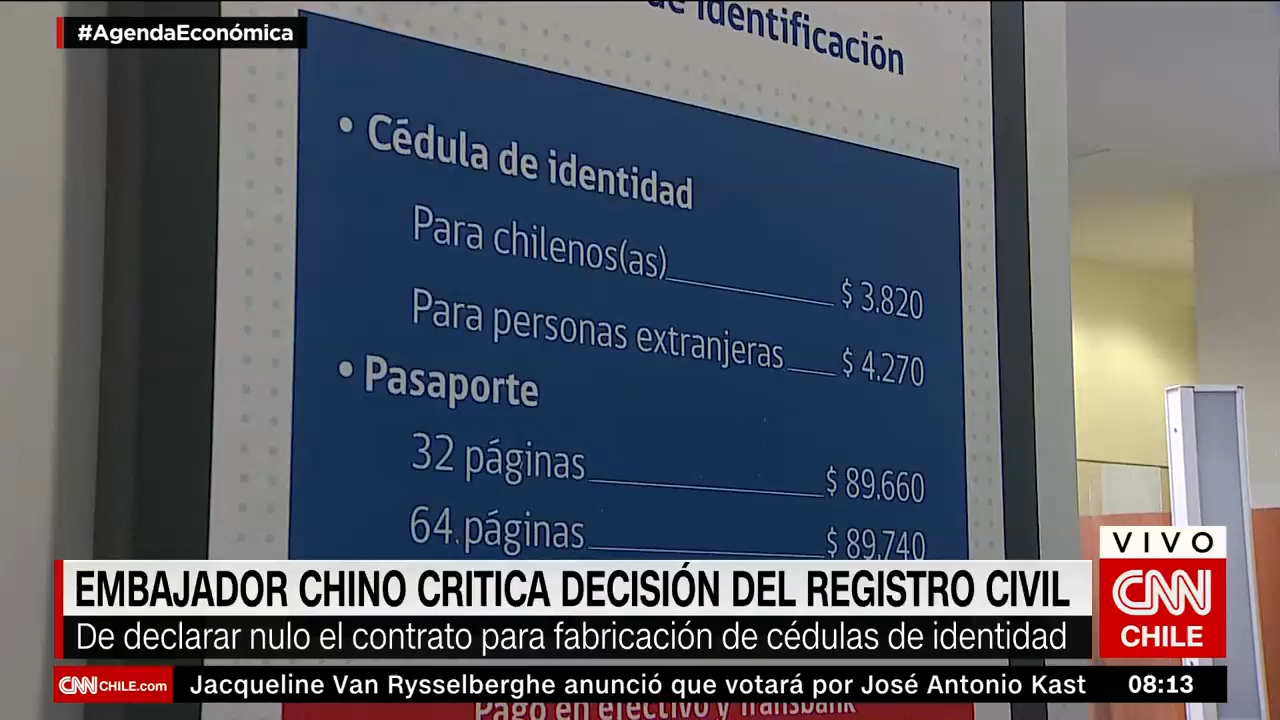 #AgendaEconómica
de identificación
• Cédula de identidad
Para chilenos(as) $ 3.820
Para personas extranjeras $ 4.270
• Pasaporte
32 páginas $ 89.660
64 páginas $ 89.740
VIVO
CNN
CHILE
EMBAJADOR CHINO CRITICA DECISIÓN DEL REGISTRO CIVIL
De declarar nulo el contrato para fabricación de cédulas de identidad
CNNCHILE.com Jacqueline Van Rysselberghe anunció que votará por José Antonio Kast 08:13
Pago en efectivo y Transbank